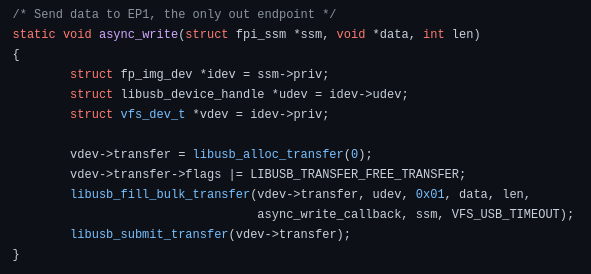 /* Send data to EP1, the only out endpoint */
static void async_write(struct fpi_ssm *ssm, void *data, int len)
{
        struct fp_img_dev *idev = ssm->priv;
        struct libusb_device_handle *udev = idev->udev;
        struct vfs_dev_t *vdev = idev->priv;

        vdev->transfer = libusb_alloc_transfer(0);
        vdev->transfer->flags |= LIBUSB_TRANSFER_FREE_TRANSFER;
        libusb_fill_bulk_transfer(vdev->transfer, udev, 0x01, data, len,
                                  async_write_callback, ssm, VFS_USB_TIMEOUT);
        libusb_submit_transfer(vdev->transfer);
}